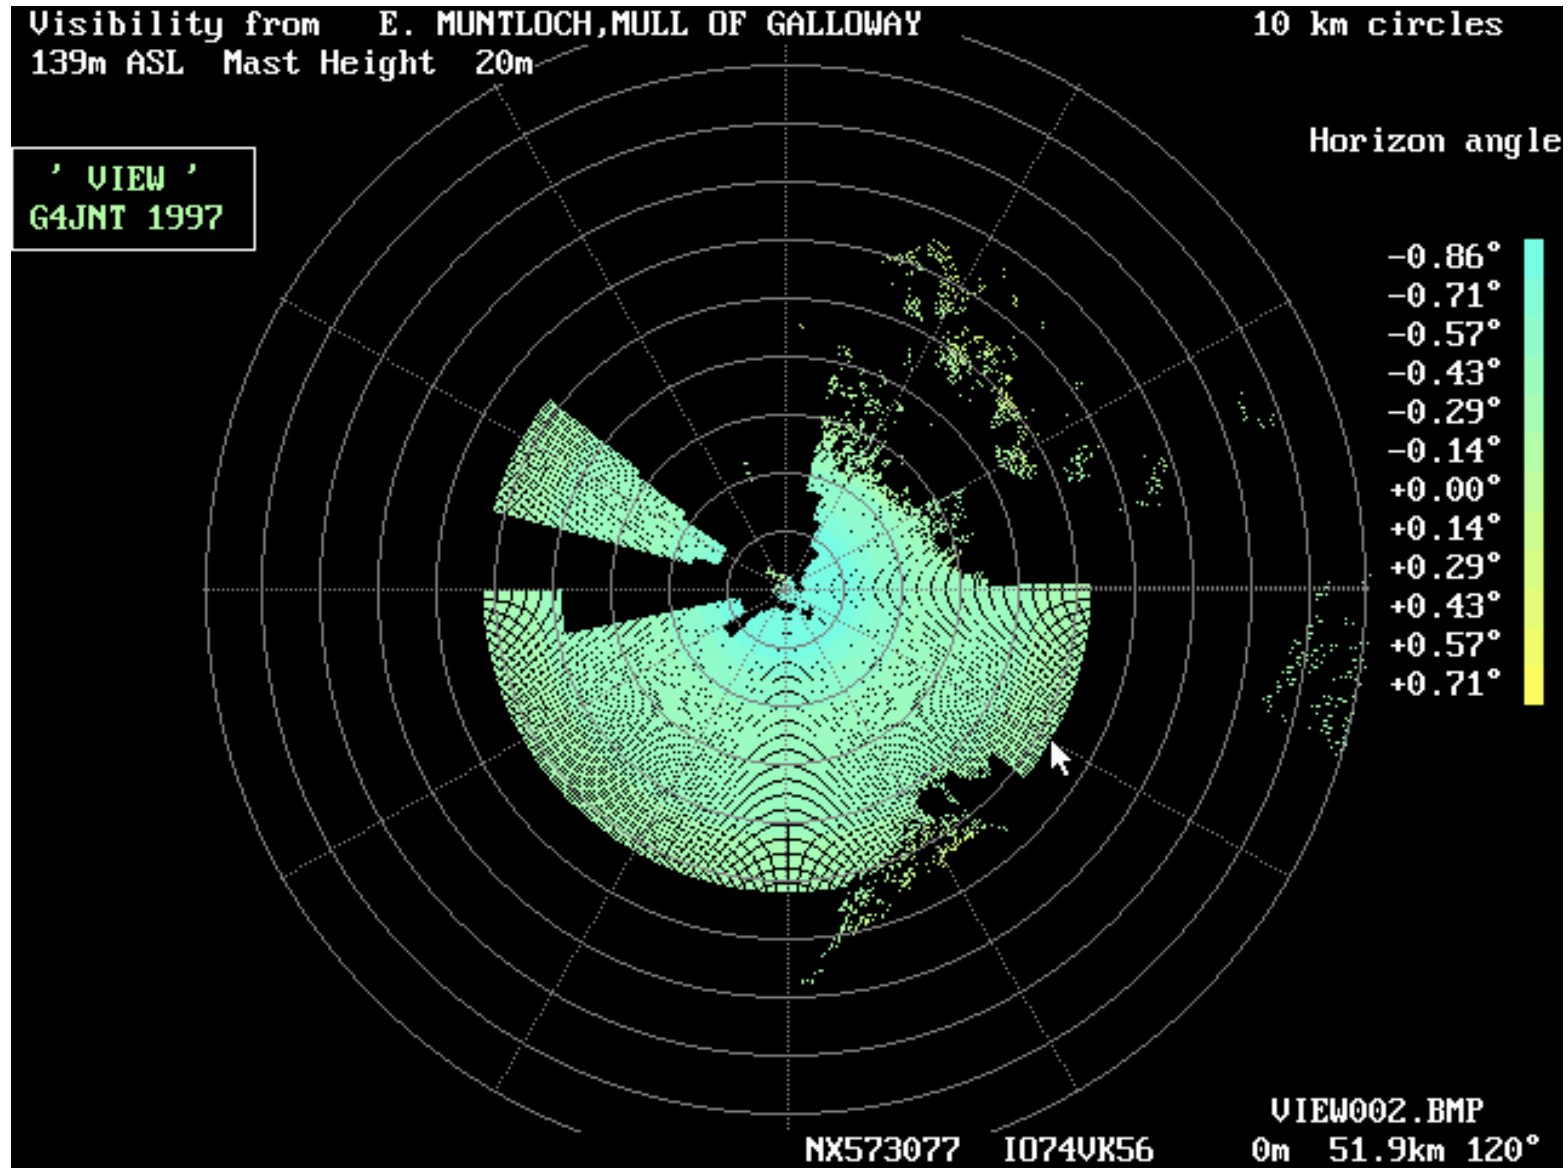 Visibility from E. MUNTLOCH,MULL OF GALLOWAY 10 km circles
139m ASL Mast Height 20m
Horizon angle
' VIEW '
G4JNT 1997
-0.86°
-0.71°
-0.57°
-0.43°
-0.29°
-0.14°
+0.00°
+0.14°
+0.29°
+0.43°
+0.57°
+0.71°
VIEW002.BMP
NX573077 IO74VK56 0m 51.9km 120°